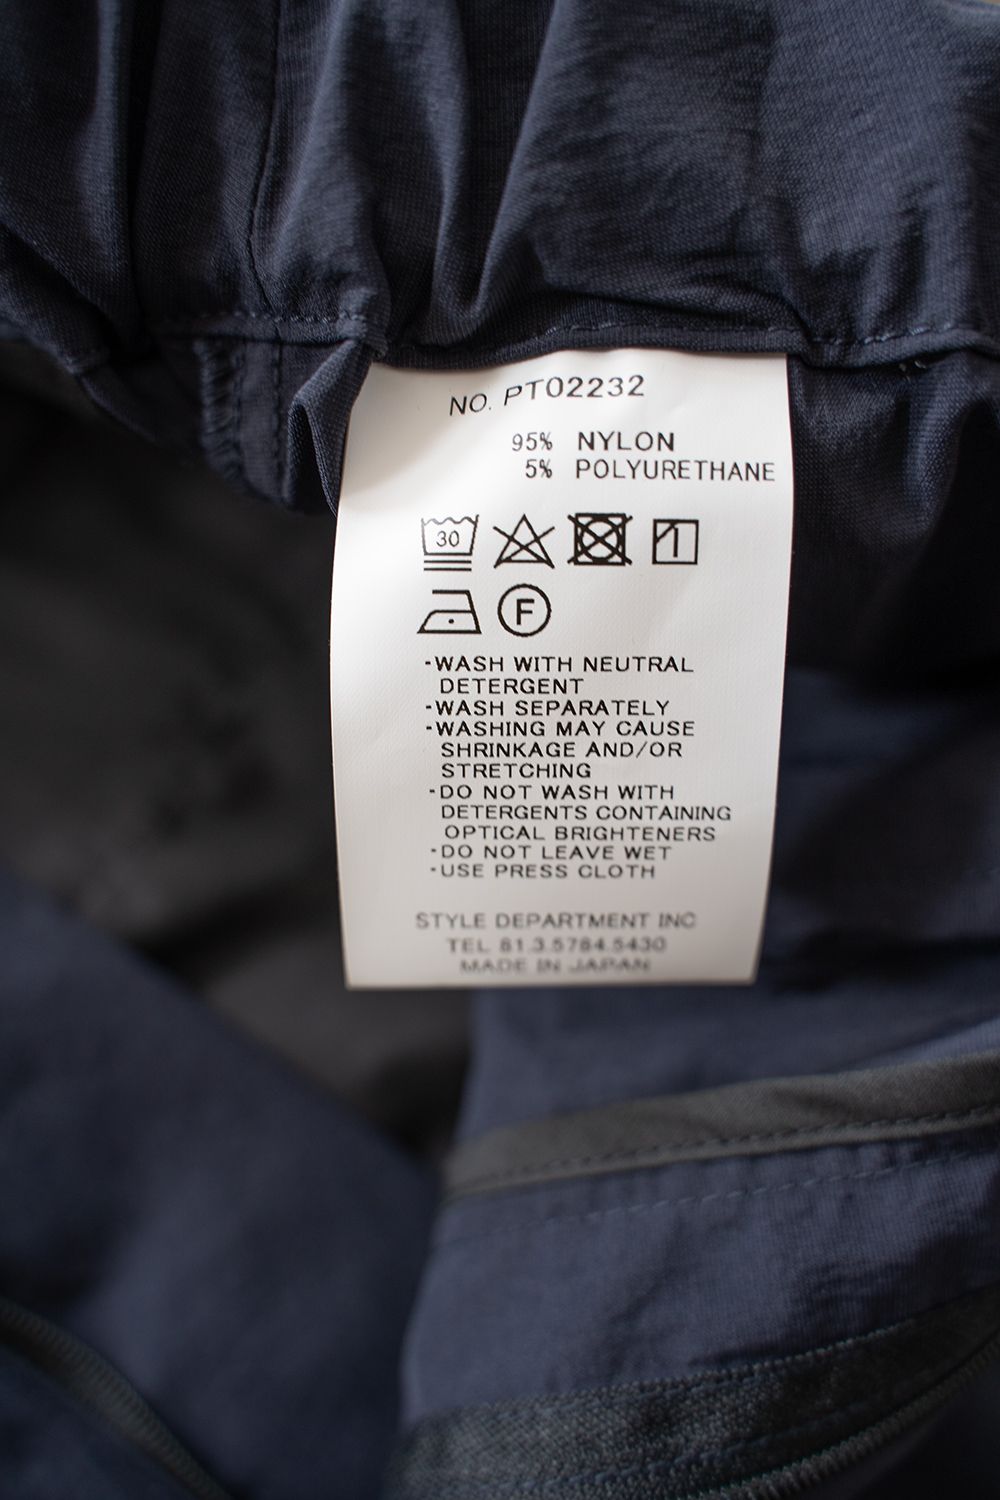 NO. PT02232
95% NYLON
5% POLYURETHANE
30
F
-WASH WITH NEUTRAL
DETERGENT
-WASH SEPARATELY
-WASHING MAY CAUSE
SHRINKAGE AND/OR
STRETCHING
-DO NOT WASH WITH
DETERGENTS CONTAINING
OPTICAL BRIGHTENERS
-DO NOT LEAVE WET
-USE PRESS CLOTH
STYLE DEPARTMENT INC
TEL 81.3.5784.5430
MADE IN JAPAN